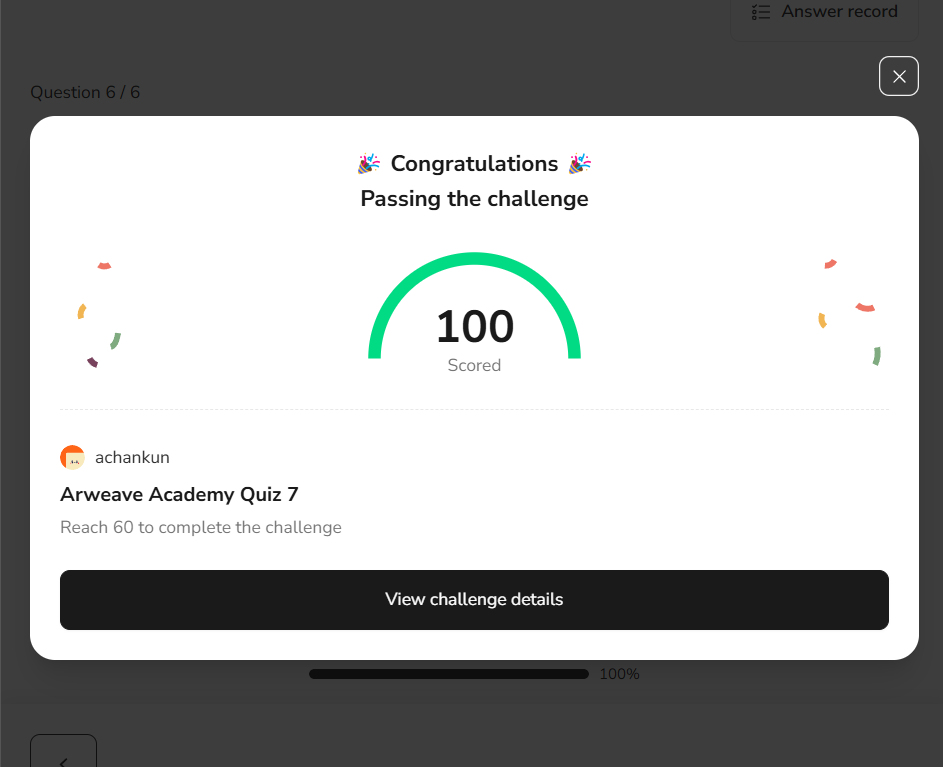 Answer record
Question 6 / 6
Congratulations
Passing the challenge
100
Scored
achankun
Arweave Academy Quiz 7
Reach 60 to complete the challenge
View challenge details
100%